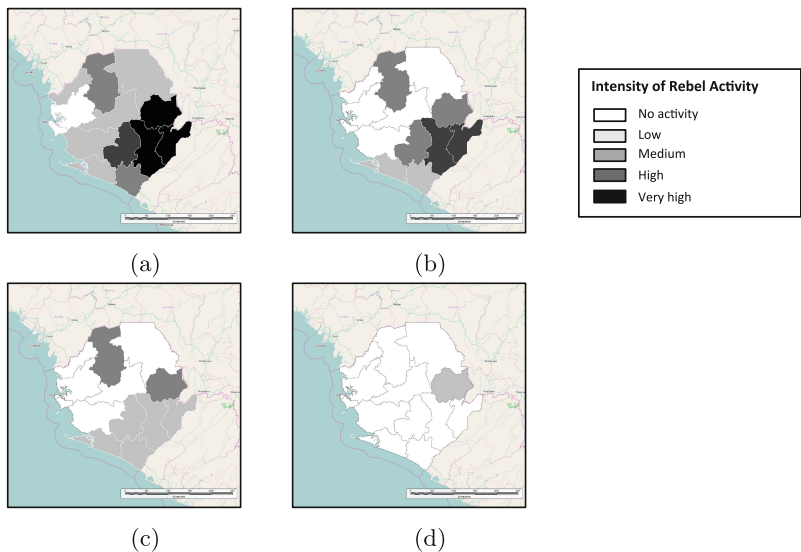 Intensity of Rebel Activity
No activity
Low
Medium
High
Very high
(a)
(b)
(c)
(d)